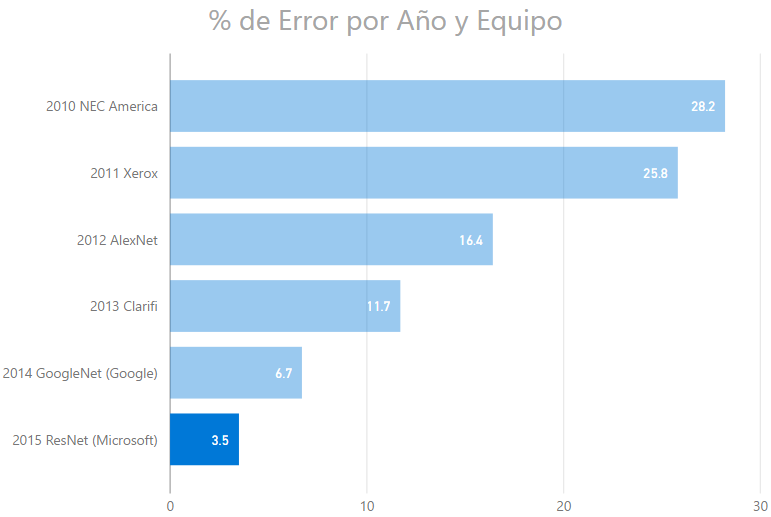 % de Error por Año y Equipo
2010 NEC America 28.2
2011 Xerox 25.8
2012 AlexNet 16.4
2013 Clarifi 11.7
2014 GoogleNet (Google) 6.7
2015 ResNet (Microsoft) 3.5
0 10 20 30